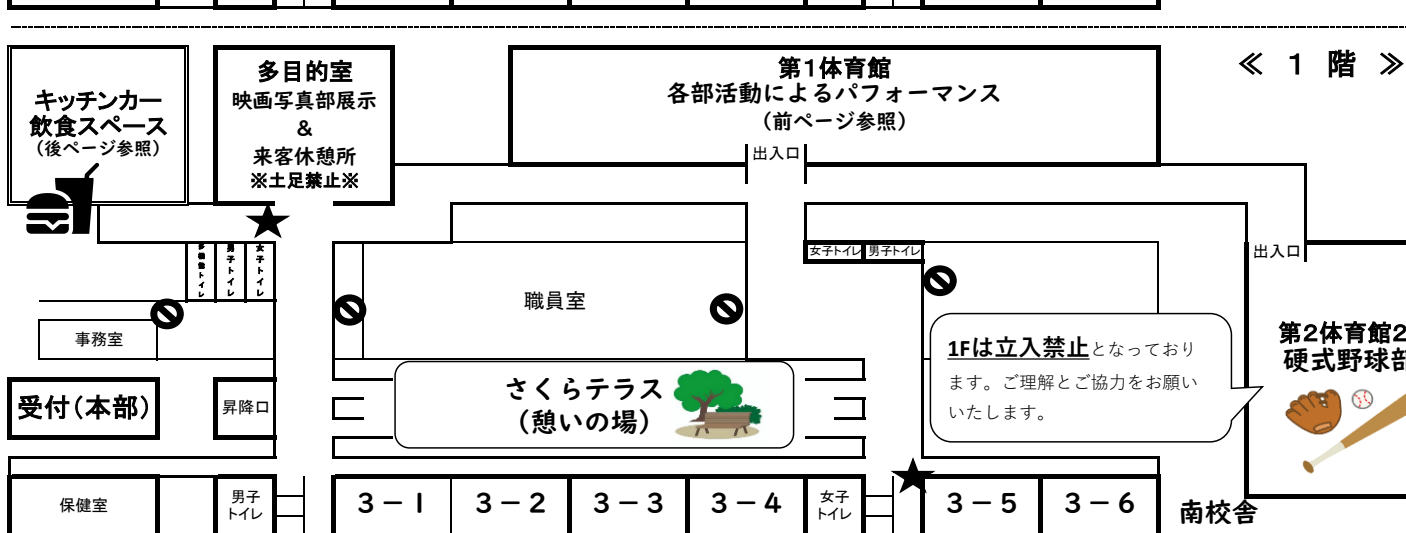 ≪ 1 階 ≫
キッチンカー
飲食スペース
(後ページ参照)
多目的室
映画写真部展示
&
来客休憩所
※土足禁止※
第1体育館
各部活動によるパフォーマンス
(前ページ参照)
出入口
多機能トイレ
男子トイレ
女子トイレ
職員室
女子トイレ
男子トイレ
出入口
事務室
受付(本部)
昇降口
さくらテラス
(憩いの場)
1Fは立入禁止となっており
ます。ご理解とご協力をお願い
いたします。
第2体育館2
硬式野球部
保健室
男子
トイレ
3-1
3-2
3-3
3-4
女子
トイレ
3-5
3-6
南校舎